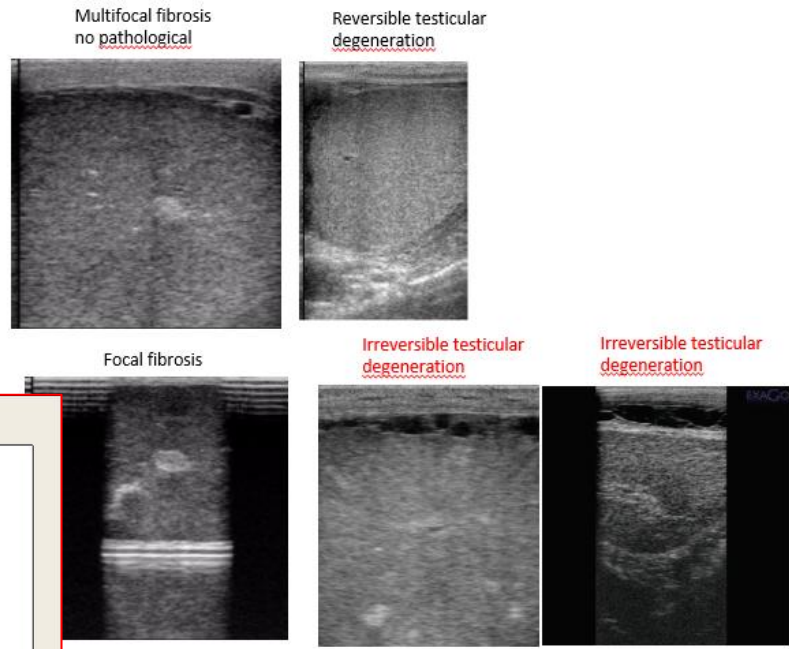 Multifocal fibrosis
no pathological
Reversible testicular
degeneration
Focal fibrosis
Irreversible testicular
degeneration
Irreversible testicular
degeneration